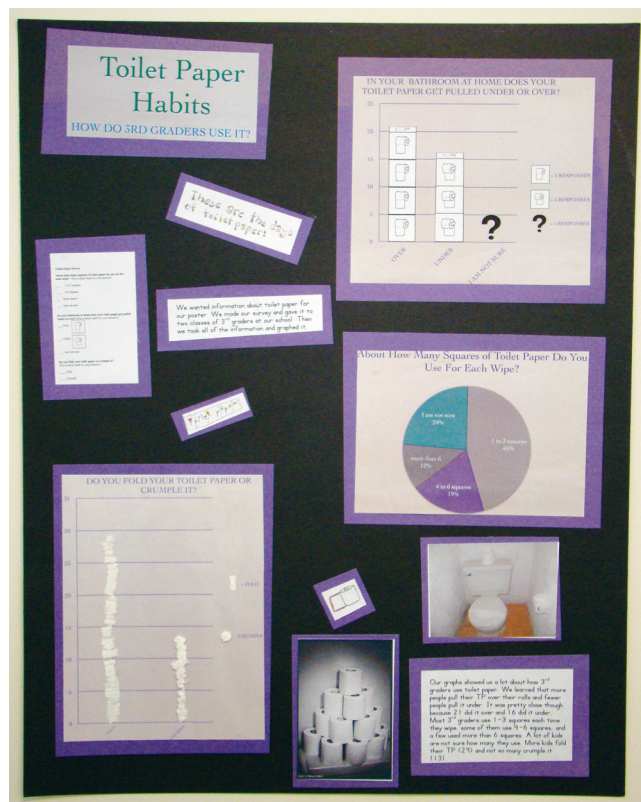 Toilet Paper
Habits
HOW DO 3RD GRADERS USE IT?
IN YOUR BATHROOM AT HOME DOES YOUR
TOILET PAPER GET PULLED UNDER OR OVER?
25
20
15
10
5
0
OVER
UNDER
I AM NOT SURE
?
= 5 RESPONSES
? = 5 RESPONSES
These are the days
of toilet paper!
Toilet Paper Survey
We wanted information about toilet paper for
our poster. We made our survey and gave it to
two classes of 3rd graders at our school. Then
we took all of the information and graphed it.
About How Many Squares of Toilet Paper Do You
Use For Each Wipe?
I am not sure
24%
1 to 3 squares
45%
more than 6
12%
4 to 6 squares
19%
DO YOU FOLD YOUR TOILET PAPER OR
CRUMPLE IT?
35
30
25
20
15
10
5
0
= FOLD
=CRUMPLE
Our graphs showed us a lot about how 3rd
graders use toilet paper. We learned that more
people pull their TP over their rolls and fewer
people pull it under. It was pretty close though
because 21 did it over and 16 did it under.
Most 3rd graders use 1-3 squares each time
they wipe, some of them use 4-6 squares, and
a few used more than 6 squares. A lot of kids
are not sure how many they use. More kids fold
their TP (29) and not so many crumple it
(13).